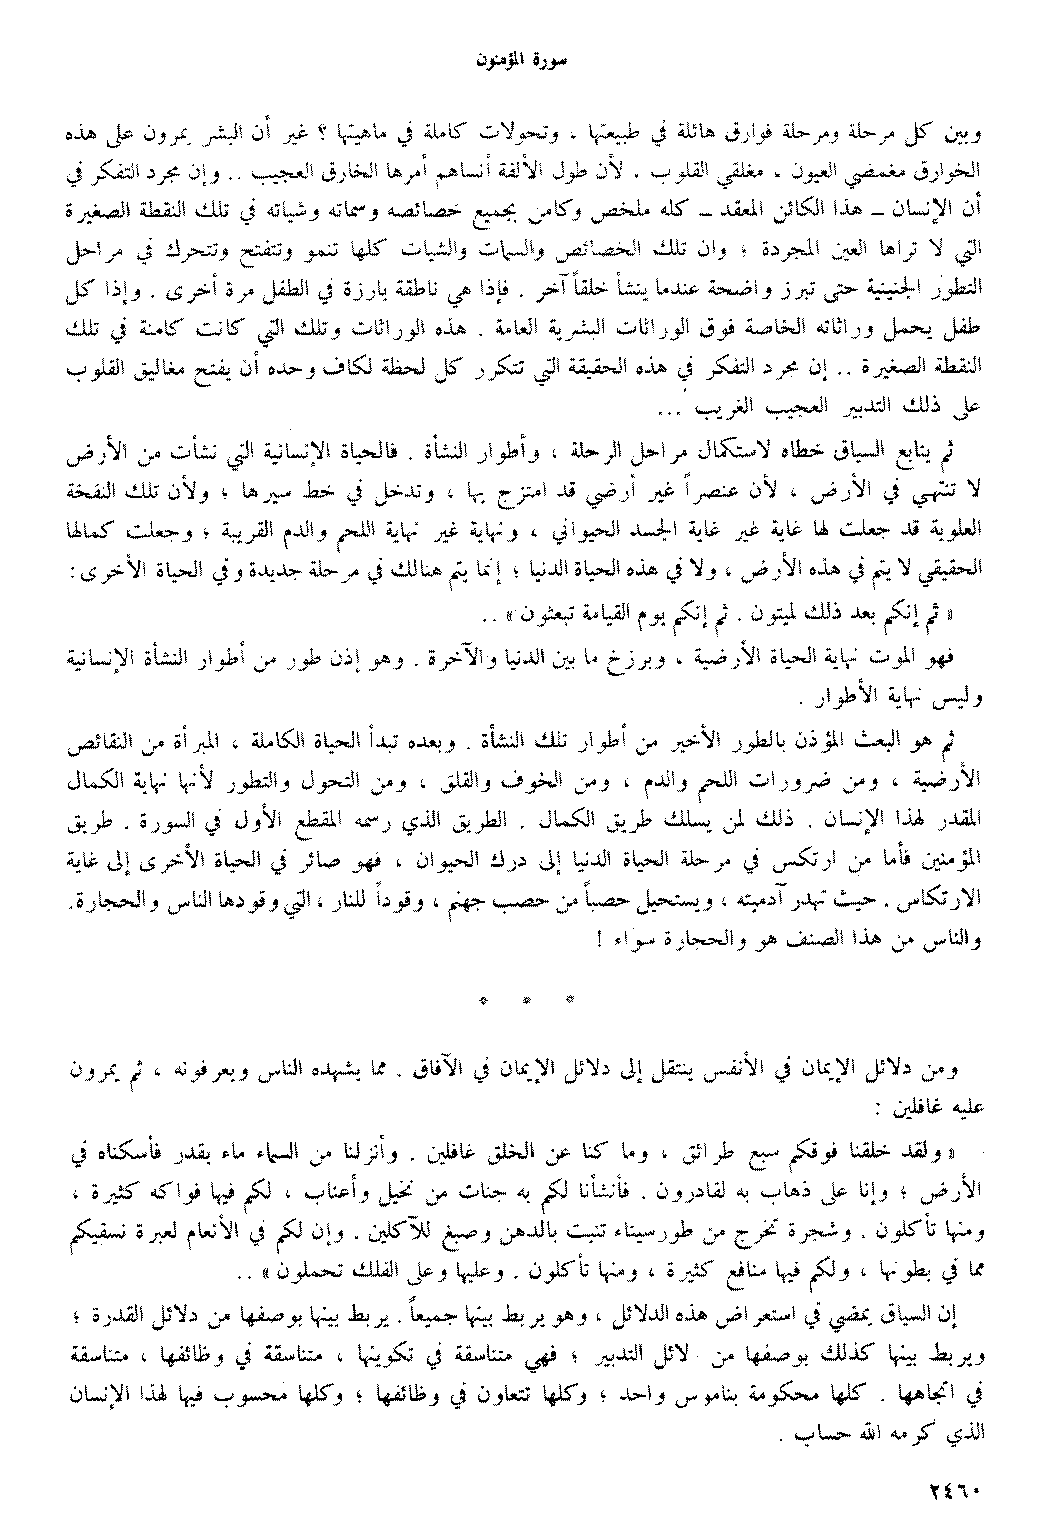 سورة المؤمنون
وبين كل مرحلة ومرحلة فوارق هائلة في طبيعتها ، وتحولات كاملة في ماهيتها ؟ غير أن البشر يمرون على هذه
الخوارق مغمضي العيون ، مغلقي القلوب . لأن طول الألفة أنساهم أمرها الخارق العجيب .. وإن مجرد التفكر في
أن الإنسان – هذا الكائن المعقد – كله ملخص وكامن بجميع خصائصه وسماته وشياته في تلك النقطة الصغيرة
التي لا تراها العين المجردة ؛ وان تلك الخصائص والسمات والشيات كلها تنمو وتتفتح وتتحرك في مراحل
التطور الجنينية حتى تبرز واضحة عندما ينشأ خلقاً آخر . فإذا هي ناطقة بارزة في الطفل مرة أخرى . وإذا كل
طفل يحمل وراثاته الخاصة فوق الوراثات البشرية العامة . هذه الوراثات وتلك التي كانت كامنة في تلك
النقطة الصغيرة .. إن مجرد التفكر في هذه الحقيقة التي تتكرر كل لحظة لكاف وحده أن يفتح مغاليق القلوب
على ذلك التدبير العجيب الغريب ...
ثم يتابع السياق خطاه لاستكمال مراحل الرحلة ، وأطوار النشأة . فالحياة الإنسانية التي نشأت من الأرض
لا تنتهي في الأرض ، لأن عنصراً غير أرضي قد امتزج بها ، وتدخل في خط سيرها ؛ ولأن تلك النفخة
العلوية قد جعلت لها غاية غير غاية الجسد الحيواني ، ونهاية غير نهاية اللحم والدم القريبة ؛ وجعلت كمالها
الحقيقي لا يتم في هذه الأرض ، ولا في هذه الحياة الدنيا ؛ إنما يتم هنالك في مرحلة جديدة وفي الحياة الأخرى:
« ثم إنكم بعد ذلك لميتون . ثم إنكم يوم القيامة تبعثون » ..
فهو الموت نهاية الحياة الأرضية ، وبرزخ ما بين الدنيا والآخرة . وهو إذن طور من أطوار النشأة الإنسانية
وليس نهاية الأطوار .
ثم هو البعث المؤذن بالطور الأخير من أطوار تلك النشأة . وبعده تبدأ الحياة الكاملة ، المبرأة من النقائص
الأرضية ، ومن ضرورات اللحم والدم ، ومن الخوف والقلق ، ومن التحول والتطور لأنها نهاية الكمال
المقدر لهذا الإنسان . ذلك لمن يسلك طريق الكمال . الطريق الذي رسمه المقطع الأول في السورة . طريق
المؤمنين فأما من ارتكس في مرحلة الحياة الدنيا إلى درك الحيوان ، فهو صائر في الحياة الأخرى إلى غاية
الارتكاس . حيث تهدر آدميته ، ويستحيل حصباً من حصب جهنم ، وقوداً للنار ، التي وقودها الناس والحجارة.
والناس من هذا الصنف هو والحجارة سواء !
* * *
ومن دلائل الإيمان في الأنفس ينتقل إلى دلائل الإيمان في الآفاق . مما يشهده الناس ويعرفونه ، ثم يمرون
عليه غافلين :
« ولقد خلقنا فوقكم سبع طرائق ، وما كنا عن الخلق غافلين . وأنزلنا من السماء ماء بقدر فأسكناه في
الأرض ؛ وإنا على ذهاب به لقادرون . فأنشأنا لكم به جنات من نخيل وأعناب ، لكم فيها فواكه كثيرة ،
ومنها تأكلون . وشجرة تخرج من طور سيناء تنبت بالدهن وصبغ للآكلين . وإن لكم في الأنعام لعبرة نسقيكم
مما في بطونها ، ولكم فيها منافع كثيرة ، ومنها تأكلون . وعليها وعلى الفلك تحملون » ..
إن السياق يمضي في استعراض هذه الدلائل ، وهو يربط بينها جميعاً . يربط بينها بوصفها من دلائل القدرة ؛
ويربط بينها كذلك بوصفها من لائل التدبير ؛ فهي متناسقة في تكوينها ، متناسقة في وظائفها ، متناسقة
في اتجاهها . كلها محكومة بناموس واحد ؛ وكلها تتعاون في وظائفها ؛ وكلها محسوب فيها لهذا الإنسان
الذي كرمه الله حساب .
٢٤٦٠